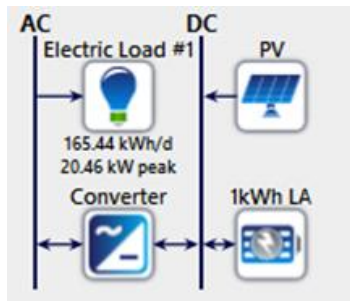 AC DC
Electric Load #1 PV
165.44 kWh/d
20.46 kW peak
Converter 1kWh LA